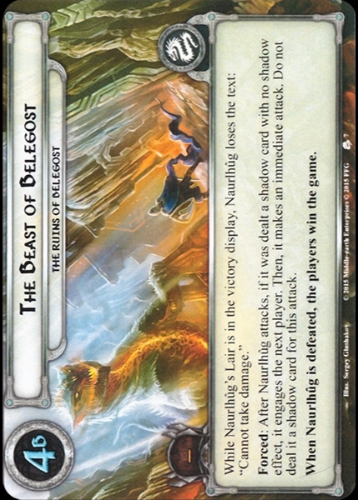 4B
THE BEAST OF BELEGOST
THE RUINS OF BELEGOST
While Naurlhûg's Lair is in the victory display, Naurlhûg loses the text:
“Cannot take damage.”
Forced: After Naurlhûg attacks, if it was dealt a shadow card with no shadow
effect, it engages the next player. Then, it makes an immediate attack. Do not
deal it a shadow card for this attack.
When Naurlhûg is defeated, the players win the game.
Illus. Sergey Glushakov © 2015 Middle-earth Enterprises © 2015 FFG 7